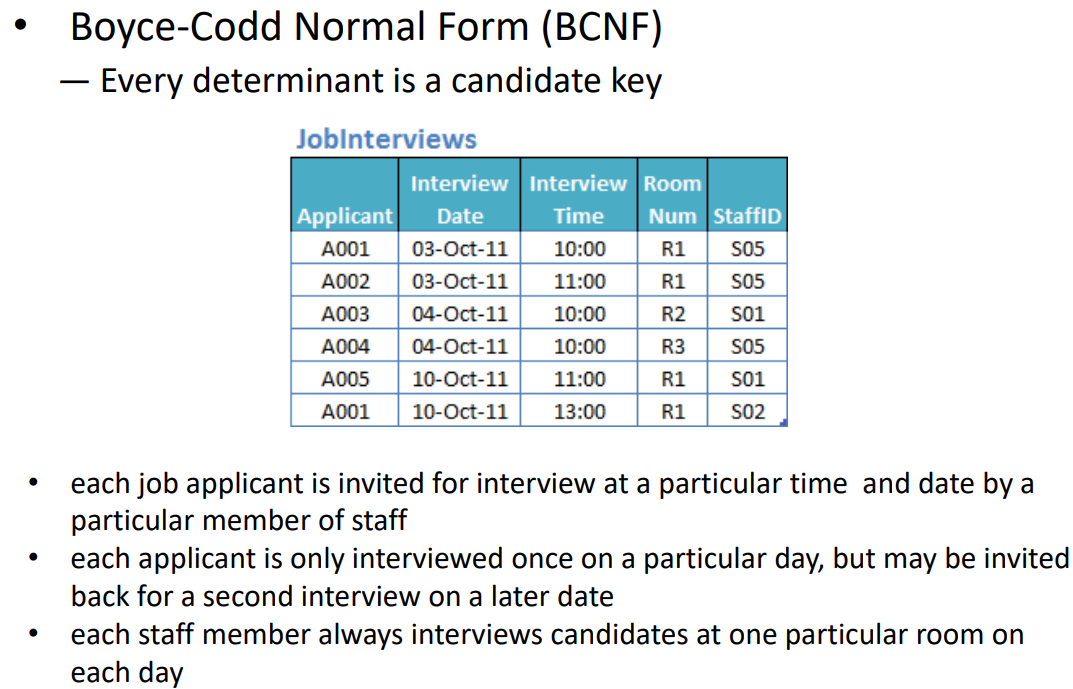 • Boyce-Codd Normal Form (BCNF)
— Every determinant is a candidate key
JobInterviews
Applicant Interview Date Interview Time Room Num StaffID
A001 03-Oct-11 10:00 R1 S05
A002 03-Oct-11 11:00 R1 S05
A003 04-Oct-11 10:00 R2 S01
A004 04-Oct-11 10:00 R3 S05
A005 10-Oct-11 11:00 R1 S01
A001 10-Oct-11 13:00 R1 S02
• each job applicant is invited for interview at a particular time and date by a
particular member of staff
• each applicant is only interviewed once on a particular day, but may be invited
back for a second interview on a later date
• each staff member always interviews candidates at one particular room on
each day